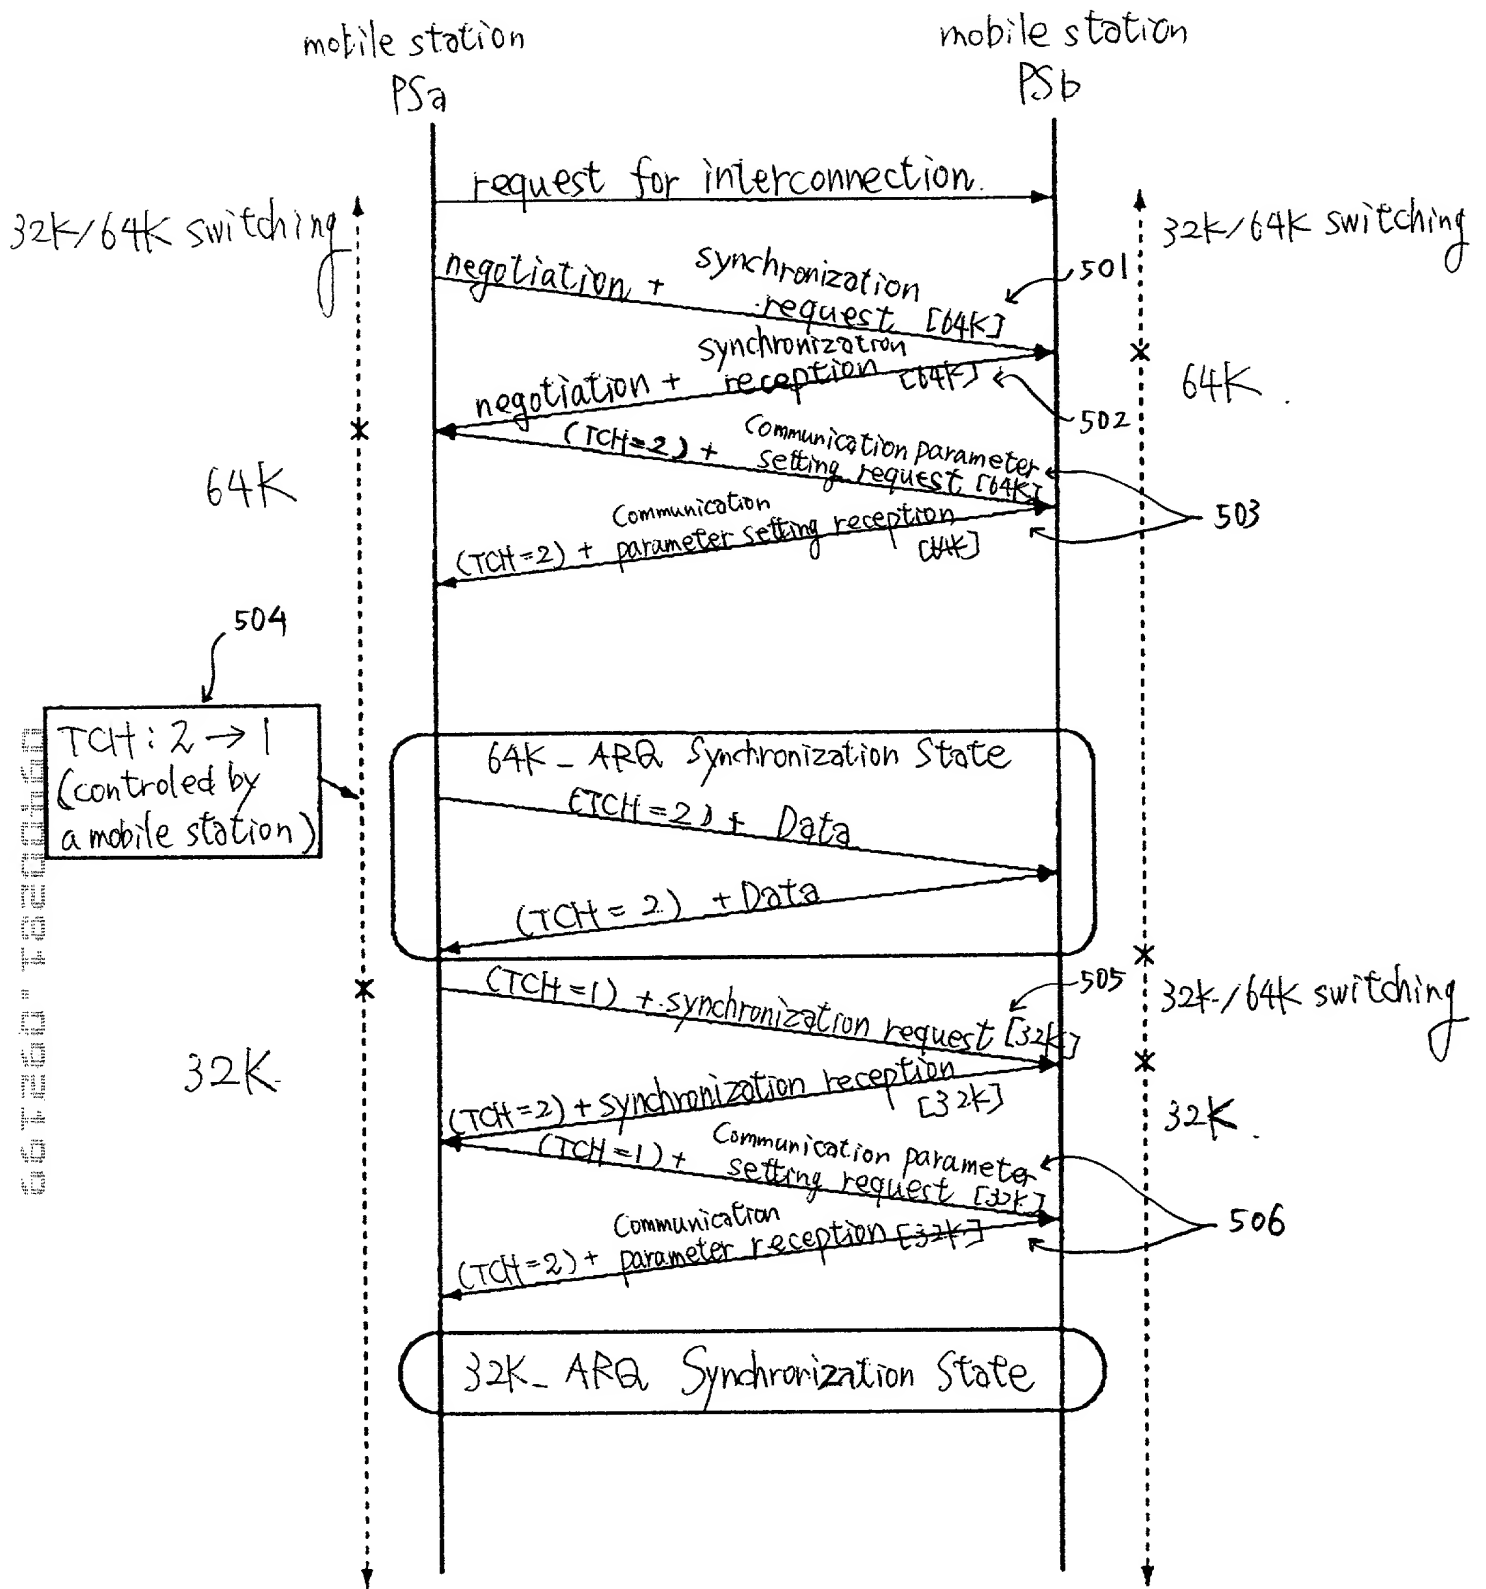 mobile station
PSa
mobile station
PSb
request for interconnection.
32K/64K switching
32K/64K switching
negotiation + synchronization
request [64K]
501
synchronization
negotiation + reception [64K]
502
64K.
(TCH=2) + Communication parameter
setting request [64K]
64K
503
Communication
(TCH=2) + parameter setting reception
[64K]
504
TCH: 2 → 1
(controled by
a mobile station)
64K_ARQ Synchronization State
(TCH=2) + Data
(TCH=2) + Data
(TCH=1) + synchronization request [32K]
505
32K/64K switching
32K
(TCH=2) + synchronization reception
[32K]
32K.
(TCH=1) + Communication parameter
setting request [32K]
506
Communication
(TCH=2) + parameter reception [32K]
32K_ARQ Synchronization State